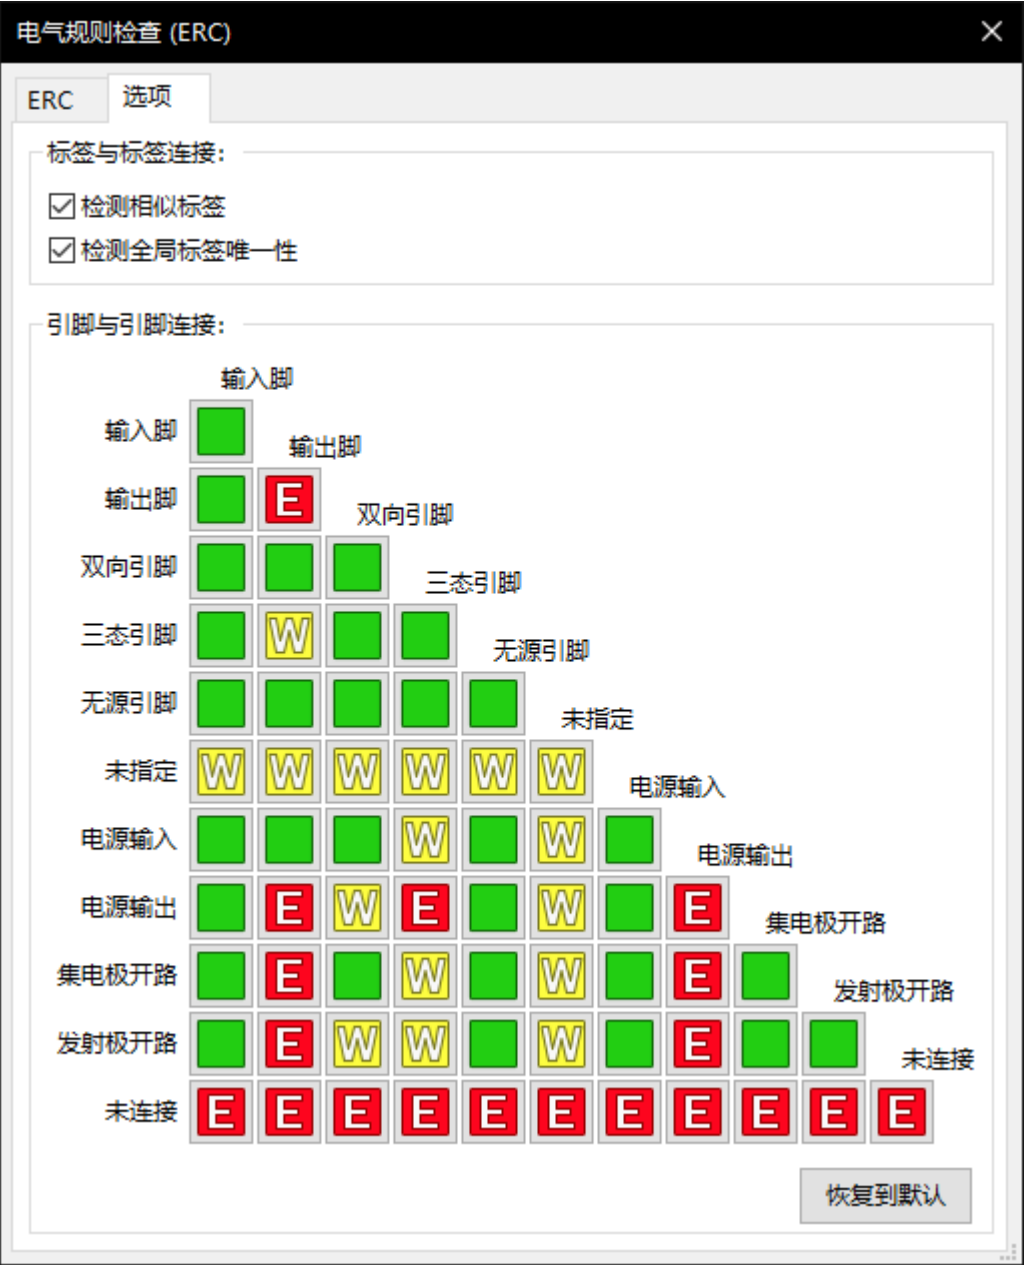 电气规则检查 (ERC)
ERC
选项
标签与标签连接:
检测相似标签
检测全局标签唯一性
引脚与引脚连接:
输入脚
输入脚
输出脚
输出脚 E
双向引脚
双向引脚
三态引脚
三态引脚 W
无源引脚
无源引脚
未指定
未指定 W W W W W W
电源输入
电源输入 W W
电源输出
电源输出 E W E W E
集电极开路
集电极开路 E W W E
发射极开路
发射极开路 E W W W E
未连接
未连接 E E E E E E E E E E E
恢复到默认